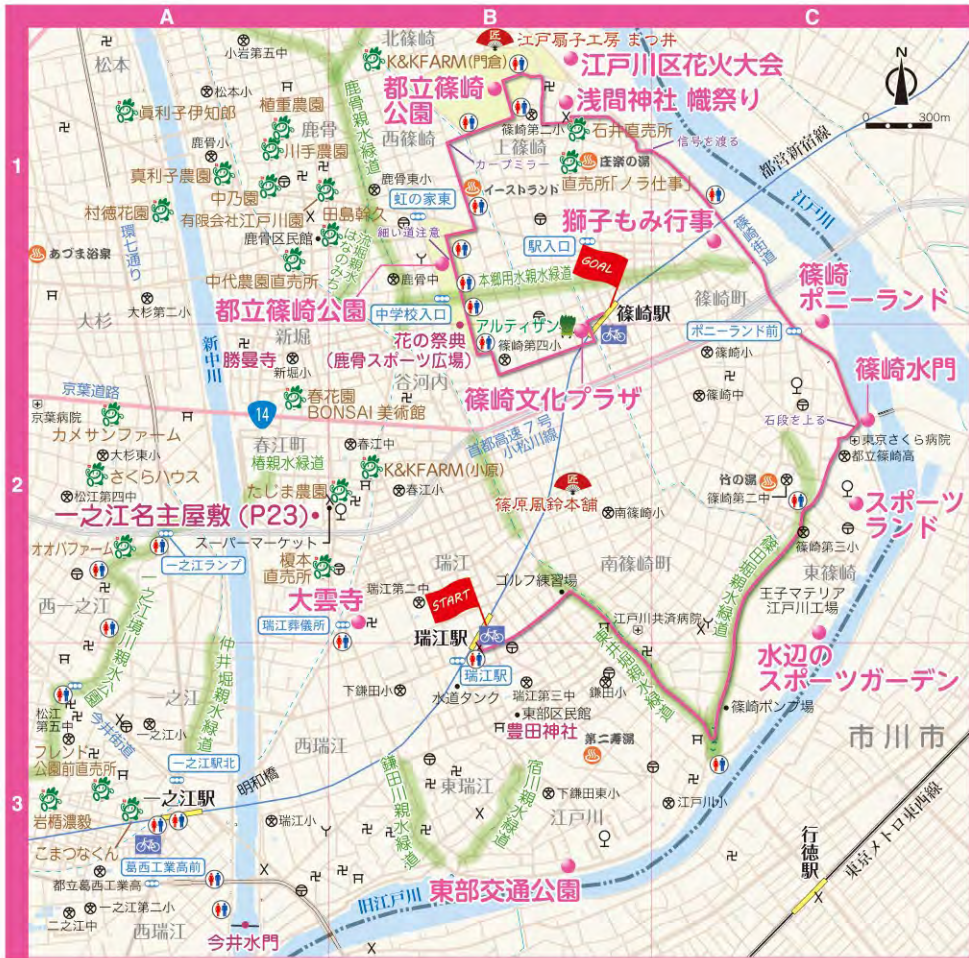 A
B
C
1
2
3
松本
小岩第五中
北篠崎
江戸扇子工房 まつ井
K&KFARM(門倉)
江戸川区花火大会
都立篠崎
公園
浅間神社 幟祭り
N
0 300m
眞利子伊知郎
松本小
植重農園
鹿骨
鹿骨親水緑道
西篠崎
篠崎第二小
石井直売所
上篠崎
信号を渡る
都営新宿線
鹿骨小
川手農園
カーブミラー
庄楽の湯
直売所「ノラ仕事」
江戸川
真利子農園
中乃園
鹿骨東小
イーストランド
村徳花園
有限会社江戸川園
田島幹久
虹の家東
獅子もみ行事
篠崎街道
鹿骨区民館
細い道注意
駅入口
あづま浴泉
環七通り
流堀親水
はなのみち
中代農園直売所
鹿骨中
本郷用水親水緑道
GOAL
篠崎
ポニーランド
大杉
大杉第二小
都立篠崎公園
中学校入口
アルティザン
篠崎駅
篠崎町
ポニーランド前
新堀
新中川
勝曼寺
新堀小
花の祭典
(鹿骨スポーツ広場)
篠崎第四小
篠崎小
谷河内
篠崎文化プラザ
篠崎水門
京葉道路
14
春花園
BONSAI美術館
篠崎中
石段を上る
京葉病院
カメサンファーム
首都高速7号
小松川線
東京さくら病院
大杉東小
春江町
春江中
都立篠崎高
椿親水緑道
K&KFARM(小原)
さくらハウス
竹の湯
松江第四中
たじま農園
春江小
篠原風鈴本舗
篠崎第二中
スポーツ
ランド
一之江名主屋敷 (P23)
南篠崎小
スーパーマーケット
オオバファーム
一之江ランプ
榎本
直売所
瑞江
南篠崎町
篠崎第三小
東篠崎
瑞江第二中
ゴルフ練習場
西一之江
一之江境川親水公園
大雲寺
START
王子マテリア
江戸川工場
瑞江葬儀所
瑞江駅
江戸川共済病院
仲井堀親水緑道
瑞江駅
東井堀親水緑道
水辺の
スポーツガーデン
下鎌田小
水道タンク
瑞江第三中
鎌田小
一之江
東部区民館
篠崎ポンプ場
松江
第五中
今井街道
一之江小
豊田神社
市川市
西瑞江
第二寿湯
フレンド
公園前直売所
一之江駅北
明和橋
鎌田川親水緑道
東瑞江
宿川親水緑道
一之江駅
下鎌田東小
岩楯濃毅
瑞江小
江戸川
江戸川小
こまつなくん
行徳駅
東京メトロ東西線
葛西工業高前
東部交通公園
都立葛西工業高
旧江戸川
一之江第二小
二之江中
西瑞江
今井水門